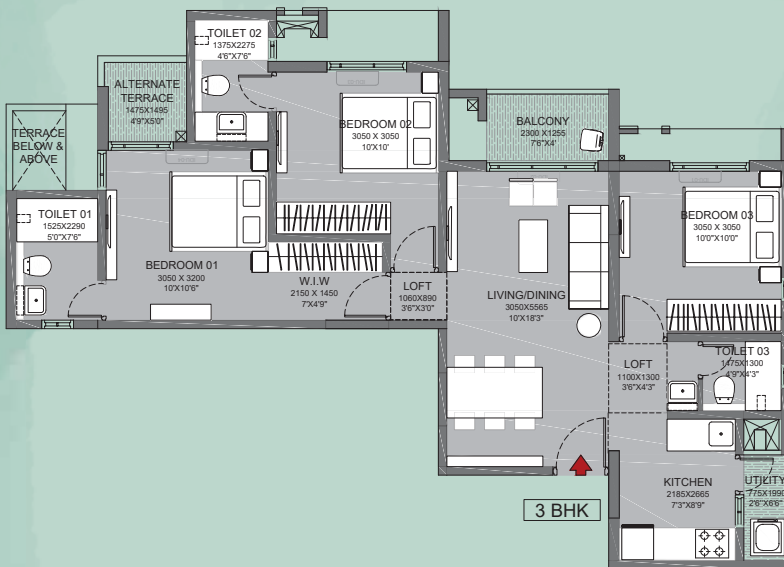 TOILET 02
1375X2275
4'6"X7'6"
ALTERNATE
TERRACE
1475X1495
4'9"X5'0"
TERRACE
BELOW &
ABOVE
BEDROOM 02
3050 X 3050
10'X10'
BALCONY
2300 X1255
7'6"X4'
TOILET 01
1525X2290
5'0"X7'6"
BEDROOM 01
3050 X 3200
10'X10'6"
W.I.W
2150 X 1450
7'X4'9"
LOFT
1060X890
3'6"X3'0"
LIVING/DINING
3050X5565
10'X18'3"
BEDROOM 03
3050 X 3050
10'0"X10'0"
LOFT
1100X1300
3'6"X4'3"
TOILET 03
1475X1300
4'9"X4'3"
KITCHEN
2185X2665
7'3"X8'9"
UTILITY
775X1990
2'6"X6'6"
3 BHK